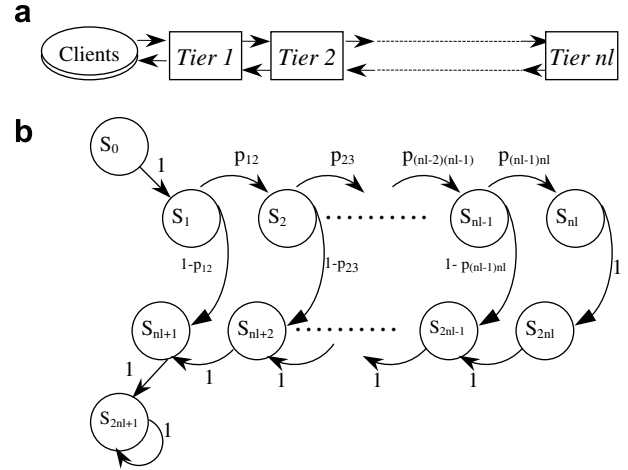 a
Clients
Tier 1
Tier 2
Tier nl
b
S0
1
p12
p23
p(nl-2)(nl-1)
p(nl-1)nl
S1
S2
Snl-1
Snl
1-p12
1-p23
1- p(nl-1)nl
1
Snl+1
Snl+2
S2nl-1
S2nl
1
1
1
1
1
S2nl+1
1